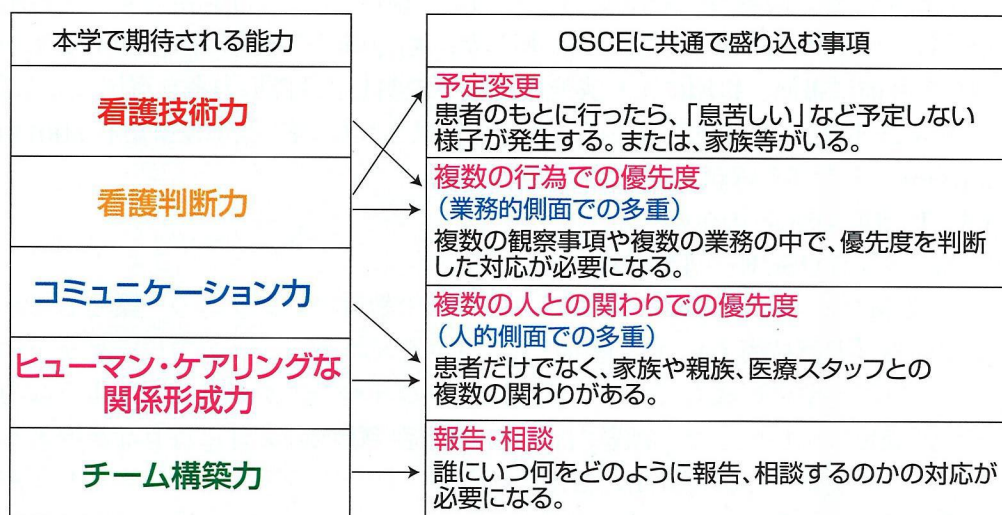 本学で期待される能力
看護技術力
看護判断力
コミュニケーション力
ヒューマン・ケアリングな
関係形成力
チーム構築力
OSCEに共通で盛り込む事項
予定変更
患者のもとに行ったら、「息苦しい」など予定しない
様子が発生する。または、家族等がいる。
複数の行為での優先度
（業務的側面での多重）
複数の観察事項や複数の業務の中で、優先度を判断
した対応が必要になる。
複数の人との関わりでの優先度
（人的側面での多重）
患者だけでなく、家族や親族、医療スタッフとの
複数の関わりがある。
報告・相談
誰にいつ何をどのように報告、相談するのかの対応が
必要になる。